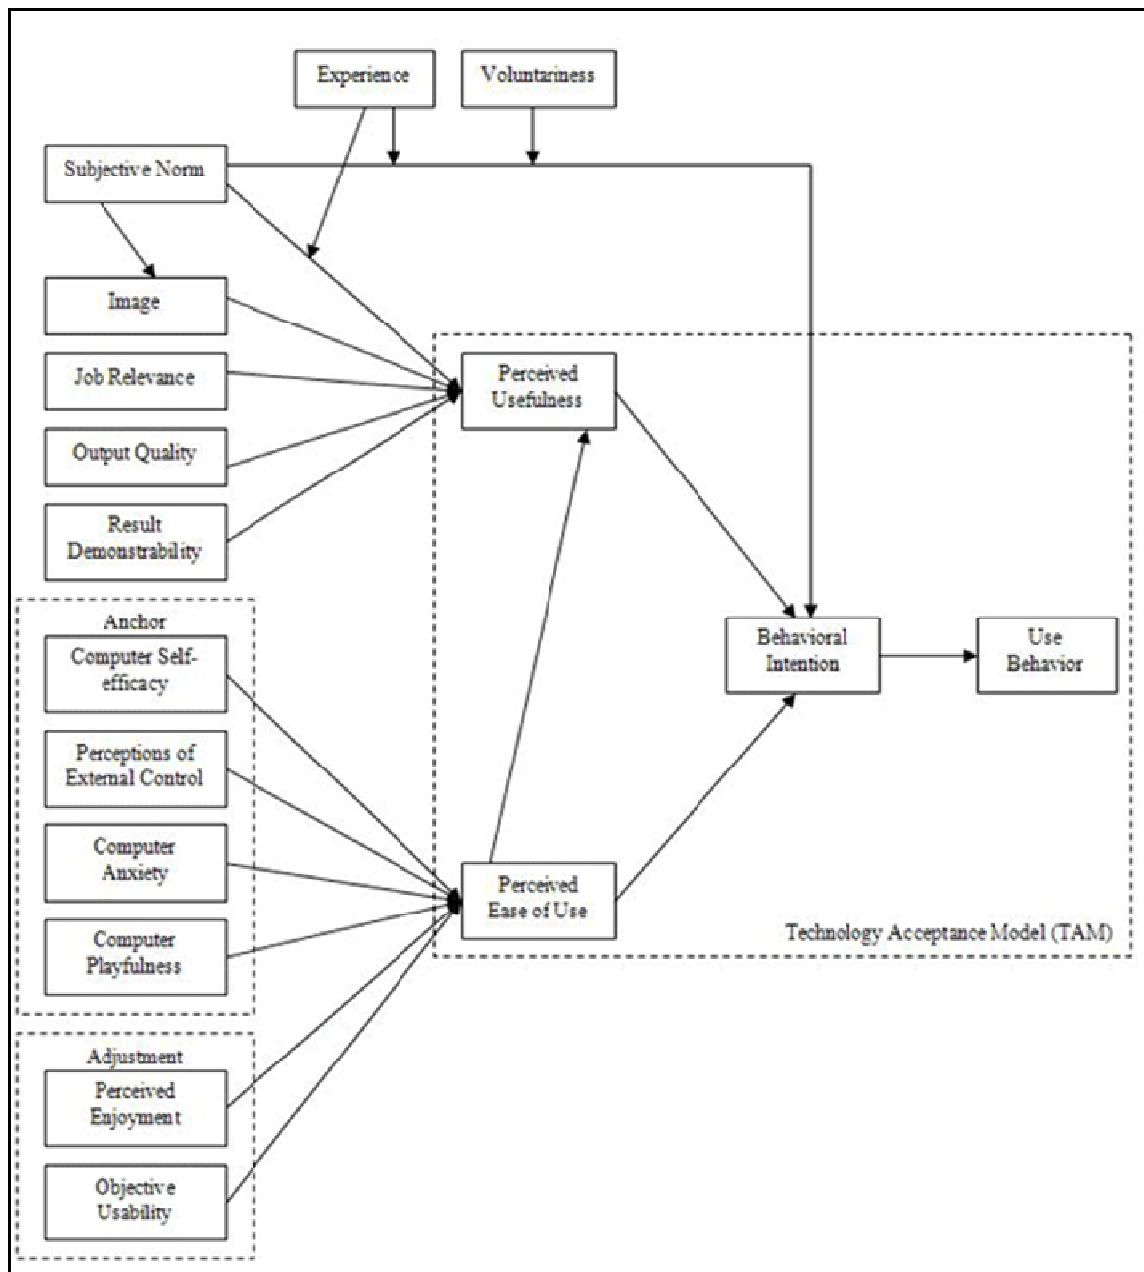 Experience
Voluntariness
Subjective Norm
Image
Job Relevance
Output Quality
Result
Demonstrability
Perceived
Usefulness
Anchor
Computer Self-
efficacy
Perceptions of
External Control
Computer
Anxiety
Computer
Playfulness
Behavioral
Intention
Use
Behavior
Perceived
Ease of Use
Technology Acceptance Model (TAM)
Adjustment
Perceived
Enjoyment
Objective
Usability